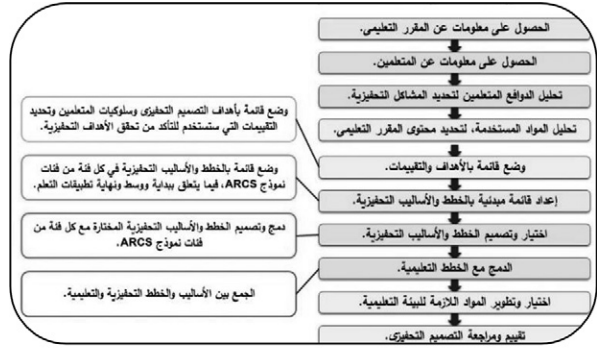 الحصول على معلومات عن المقرر التعليمي.
الحصول على معلومات عن المتعلمين.
تحليل الدوافع المتعلمين لتحديد المشاكل التحفيزية.
تحليل المواد المستخدمة، لتحديد محتوى المقرر التعليمي.
وضع قائمة بالأهداف والتقييمات.
إعداد قائمة مبدئية بالخطط والأساليب التحفيزية.
اختيار وتصميم الخطط والأساليب التحفيزية.
الدمج مع الخطط التعليمية.
اختيار وتطوير المواد اللازمة للبيئة التعليمية.
تقييم ومراجعة التصميم التحفيزى.
وضع قائمة بأهداف التصميم التحفيزى وسلوكيات المتعلمين وتحديد
التقييمات التي ستستخدم للتأكد من تحقق الأهداف التحفيزية.
وضع قائمة بالخطط والأساليب التحفيزية في كل فئة من فئات
نموذج ARCS، فيما يتعلق ببداية ووسط ونهاية تطبيقات التعلم.
دمج وتصميم الخطط والأساليب التحفيزية المختارة مع كل فئة من
فئات نموذج ARCS.
الجمع بين الأساليب والخطط التحفيزية والتعليمية.